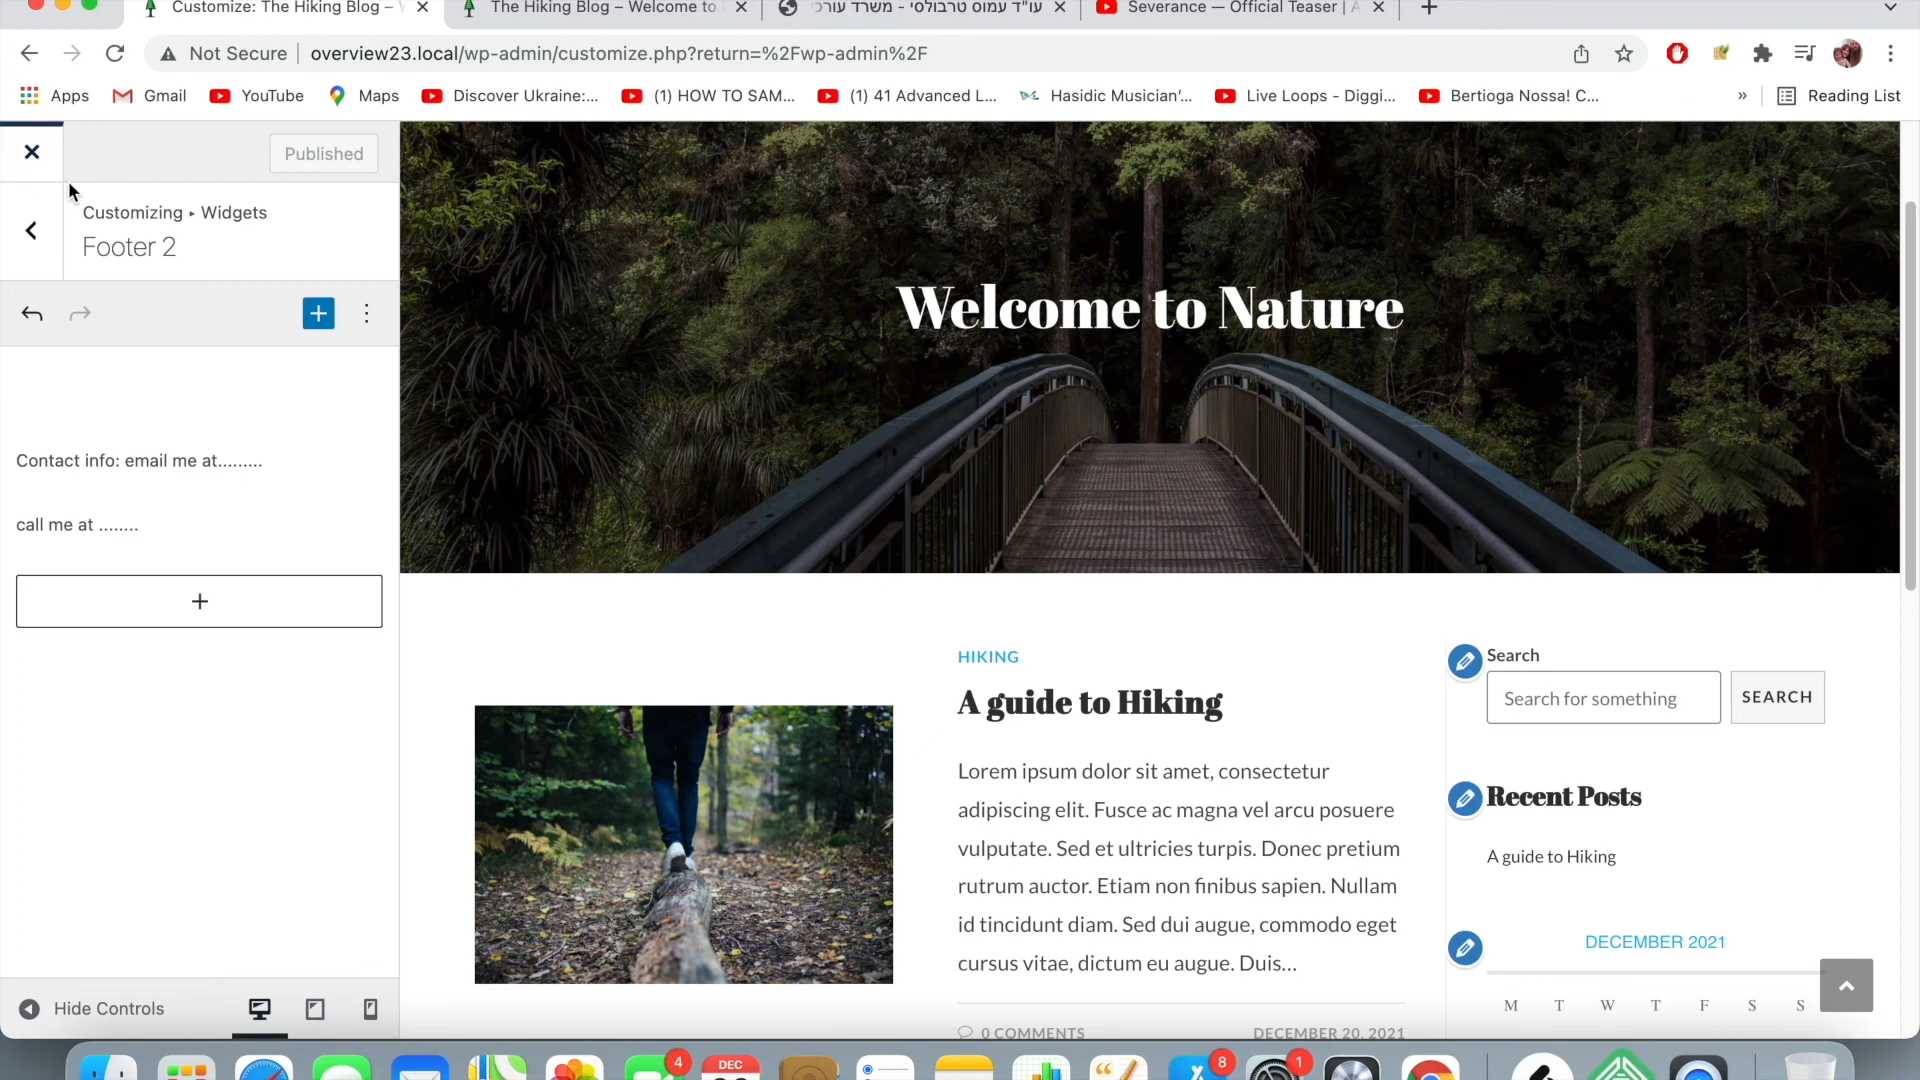 Customize: The Hiking Blog –
The Hiking Blog – Welcome to
עו"ד עמוס טרבולסי - משרד עורכי
Severance — Official Teaser | A
Not Secure
overview23.local/wp-admin/customize.php?return=%2Fwp-admin%2F
Apps
Gmail
YouTube
Maps
Discover Ukraine:...
(1) HOW TO SAM...
(1) 41 Advanced L...
Hasidic Musician'...
Live Loops - Diggi...
Bertioga Nossa! C...
»
Reading List
Published
Customizing ▸ Widgets
Footer 2
Contact info: email me at.........
call me at ........
Hide Controls
Welcome to Nature
HIKING
A guide to Hiking
Lorem ipsum dolor sit amet, consectetur
adipiscing elit. Fusce ac magna vel arcu posuere
vulputate. Sed et ultricies turpis. Donec pretium
rutrum auctor. Etiam non finibus sapien. Nullam
id tincidunt diam. Sed dui augue, commodo eget
cursus vitae, dictum eu augue. Duis...
0 COMMENTS
DECEMBER 20, 2021
Search
Search for something
SEARCH
Recent Posts
A guide to Hiking
DECEMBER 2021
M T W T F S S
4
DEC
8
1